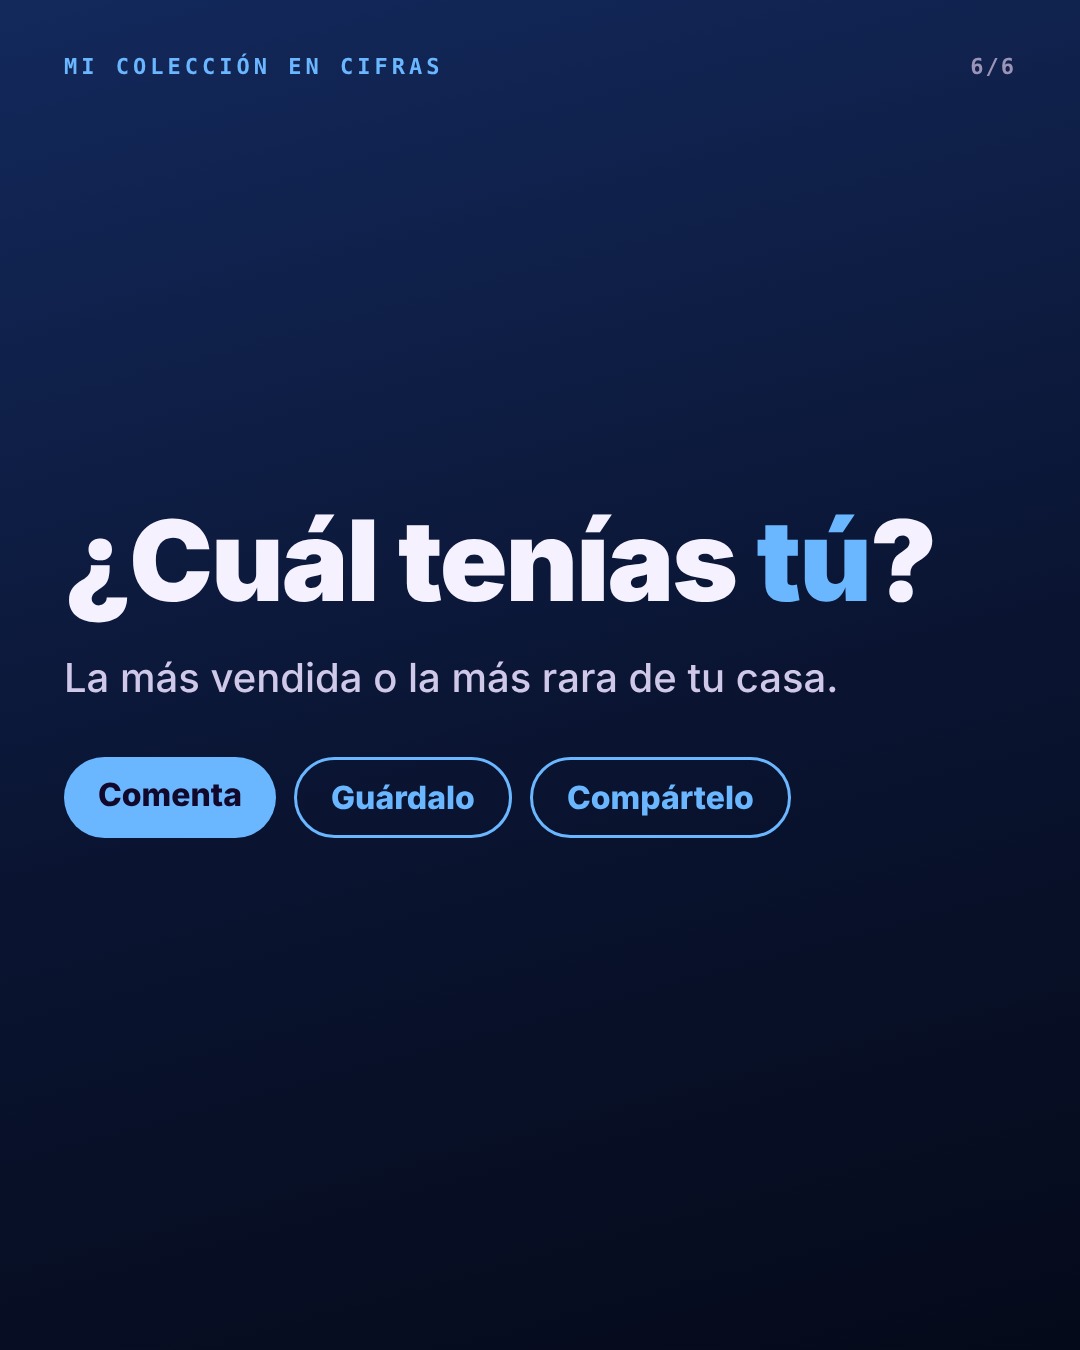 MI COLECCIÓN EN CIFRAS
6/6
¿Cuál tenías tú?
La más vendida o la más rara de tu casa.
Comenta
Guárdalo
Compártelo